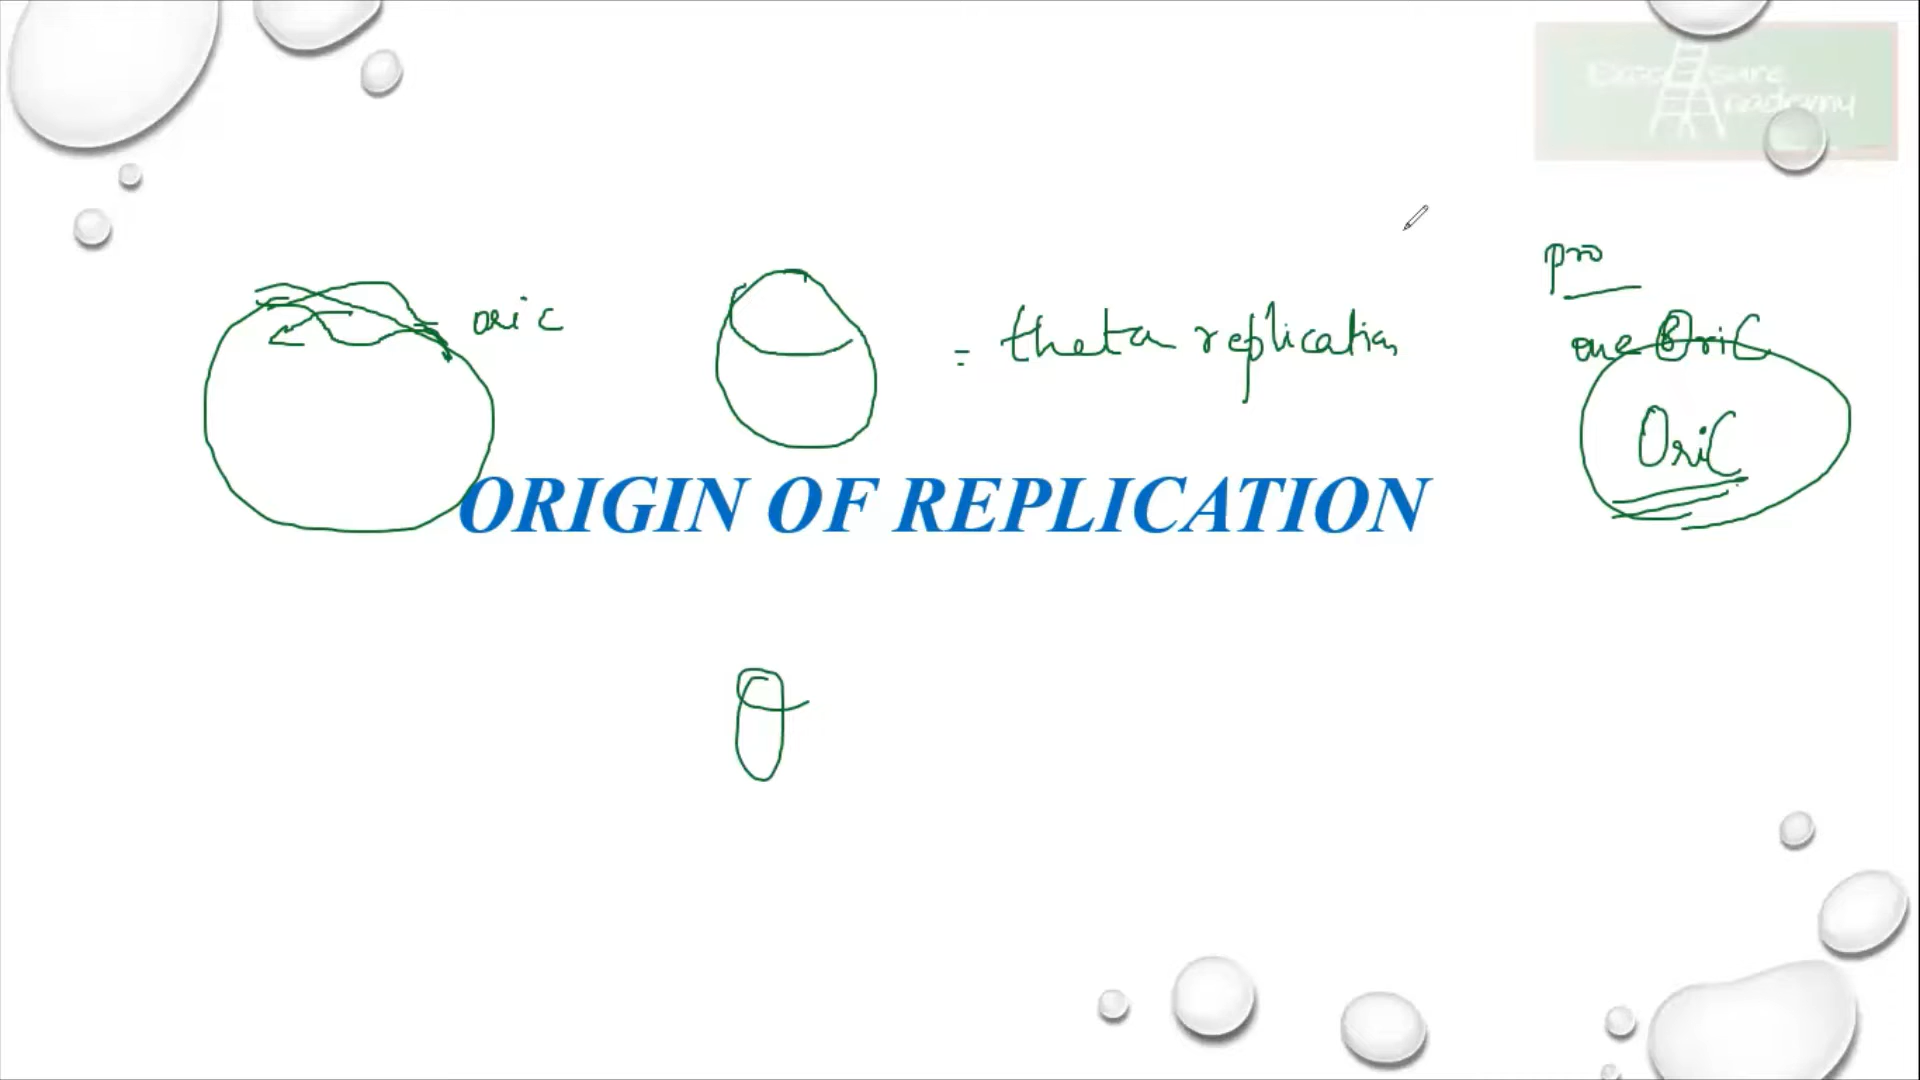 pro
oric
= theta replication
one OriC
OriC
ORIGIN OF REPLICATION
θ